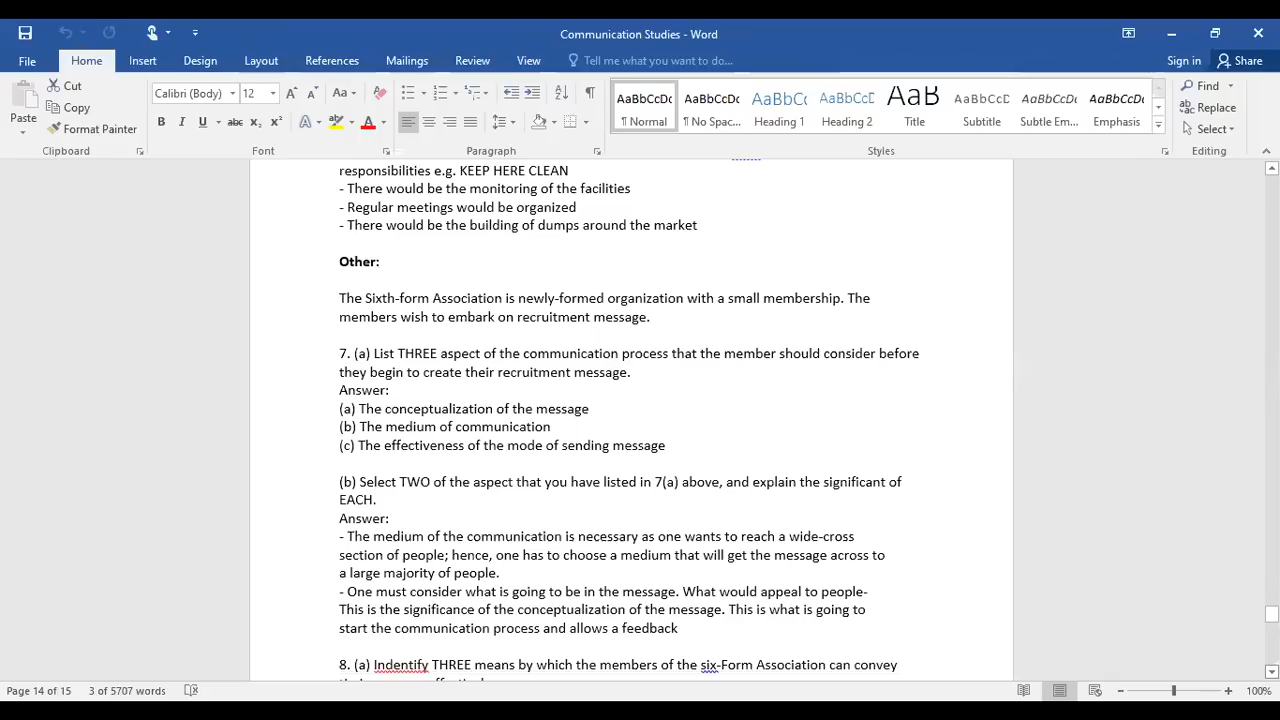 Communication Studies - Word
File Home Insert Design Layout References Mailings Review View Tell me what you want to do... Sign in Share
Paste Cut Copy Format Painter
Calibri (Body) 12
AaBbCcDc AaBbCcDc AaBbCc AaBbCcD AaB AaBbCcD AaBbCcDc AaBbCcDc
¶ Normal ¶ No Spac... Heading 1 Heading 2 Title Subtitle Subtle Em... Emphasis
Find Replace Select
Clipboard Font Paragraph Styles Editing
responsibilities e.g. KEEP HERE CLEAN
- There would be the monitoring of the facilities
- Regular meetings would be organized
- There would be the building of dumps around the market
Other:
The Sixth-form Association is newly-formed organization with a small membership. The
members wish to embark on recruitment message.
7. (a) List THREE aspect of the communication process that the member should consider before
they begin to create their recruitment message.
Answer:
(a) The conceptualization of the message
(b) The medium of communication
(c) The effectiveness of the mode of sending message
(b) Select TWO of the aspect that you have listed in 7(a) above, and explain the significant of
EACH.
Answer:
- The medium of the communication is necessary as one wants to reach a wide-cross
section of people; hence, one has to choose a medium that will get the message across to
a large majority of people.
- One must consider what is going to be in the message. What would appeal to people-
This is the significance of the conceptualization of the message. This is what is going to
start the communication process and allows a feedback
8. (a) Indentify THREE means by which the members of the six-Form Association can convey
Page 14 of 15 3 of 5707 words 100%